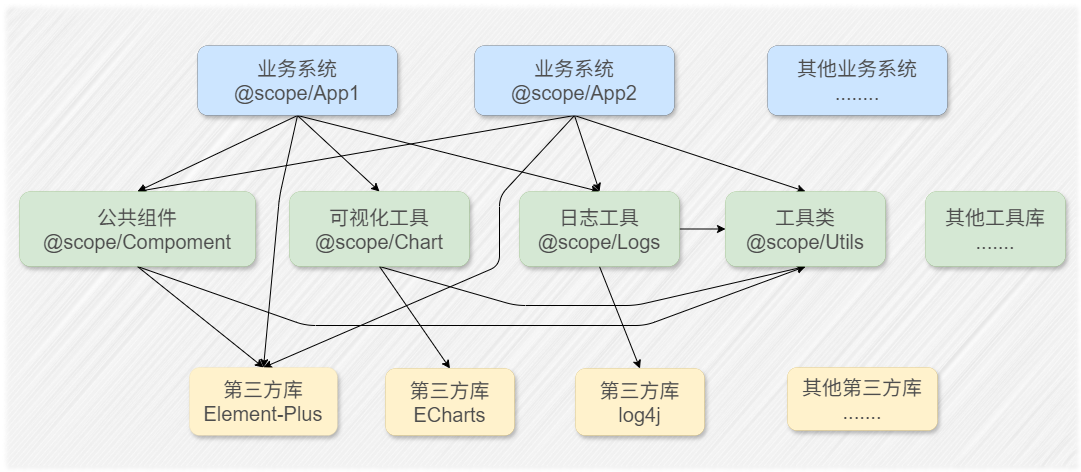 业务系统
@scope/App1
业务系统
@scope/App2
其他业务系统
........
公共组件
@scope/Compoment
可视化工具
@scope/Chart
日志工具
@scope/Logs
工具类
@scope/Utils
其他工具库
.......
第三方库
Element-Plus
第三方库
ECharts
第三方库
log4j
其他第三方库
.......